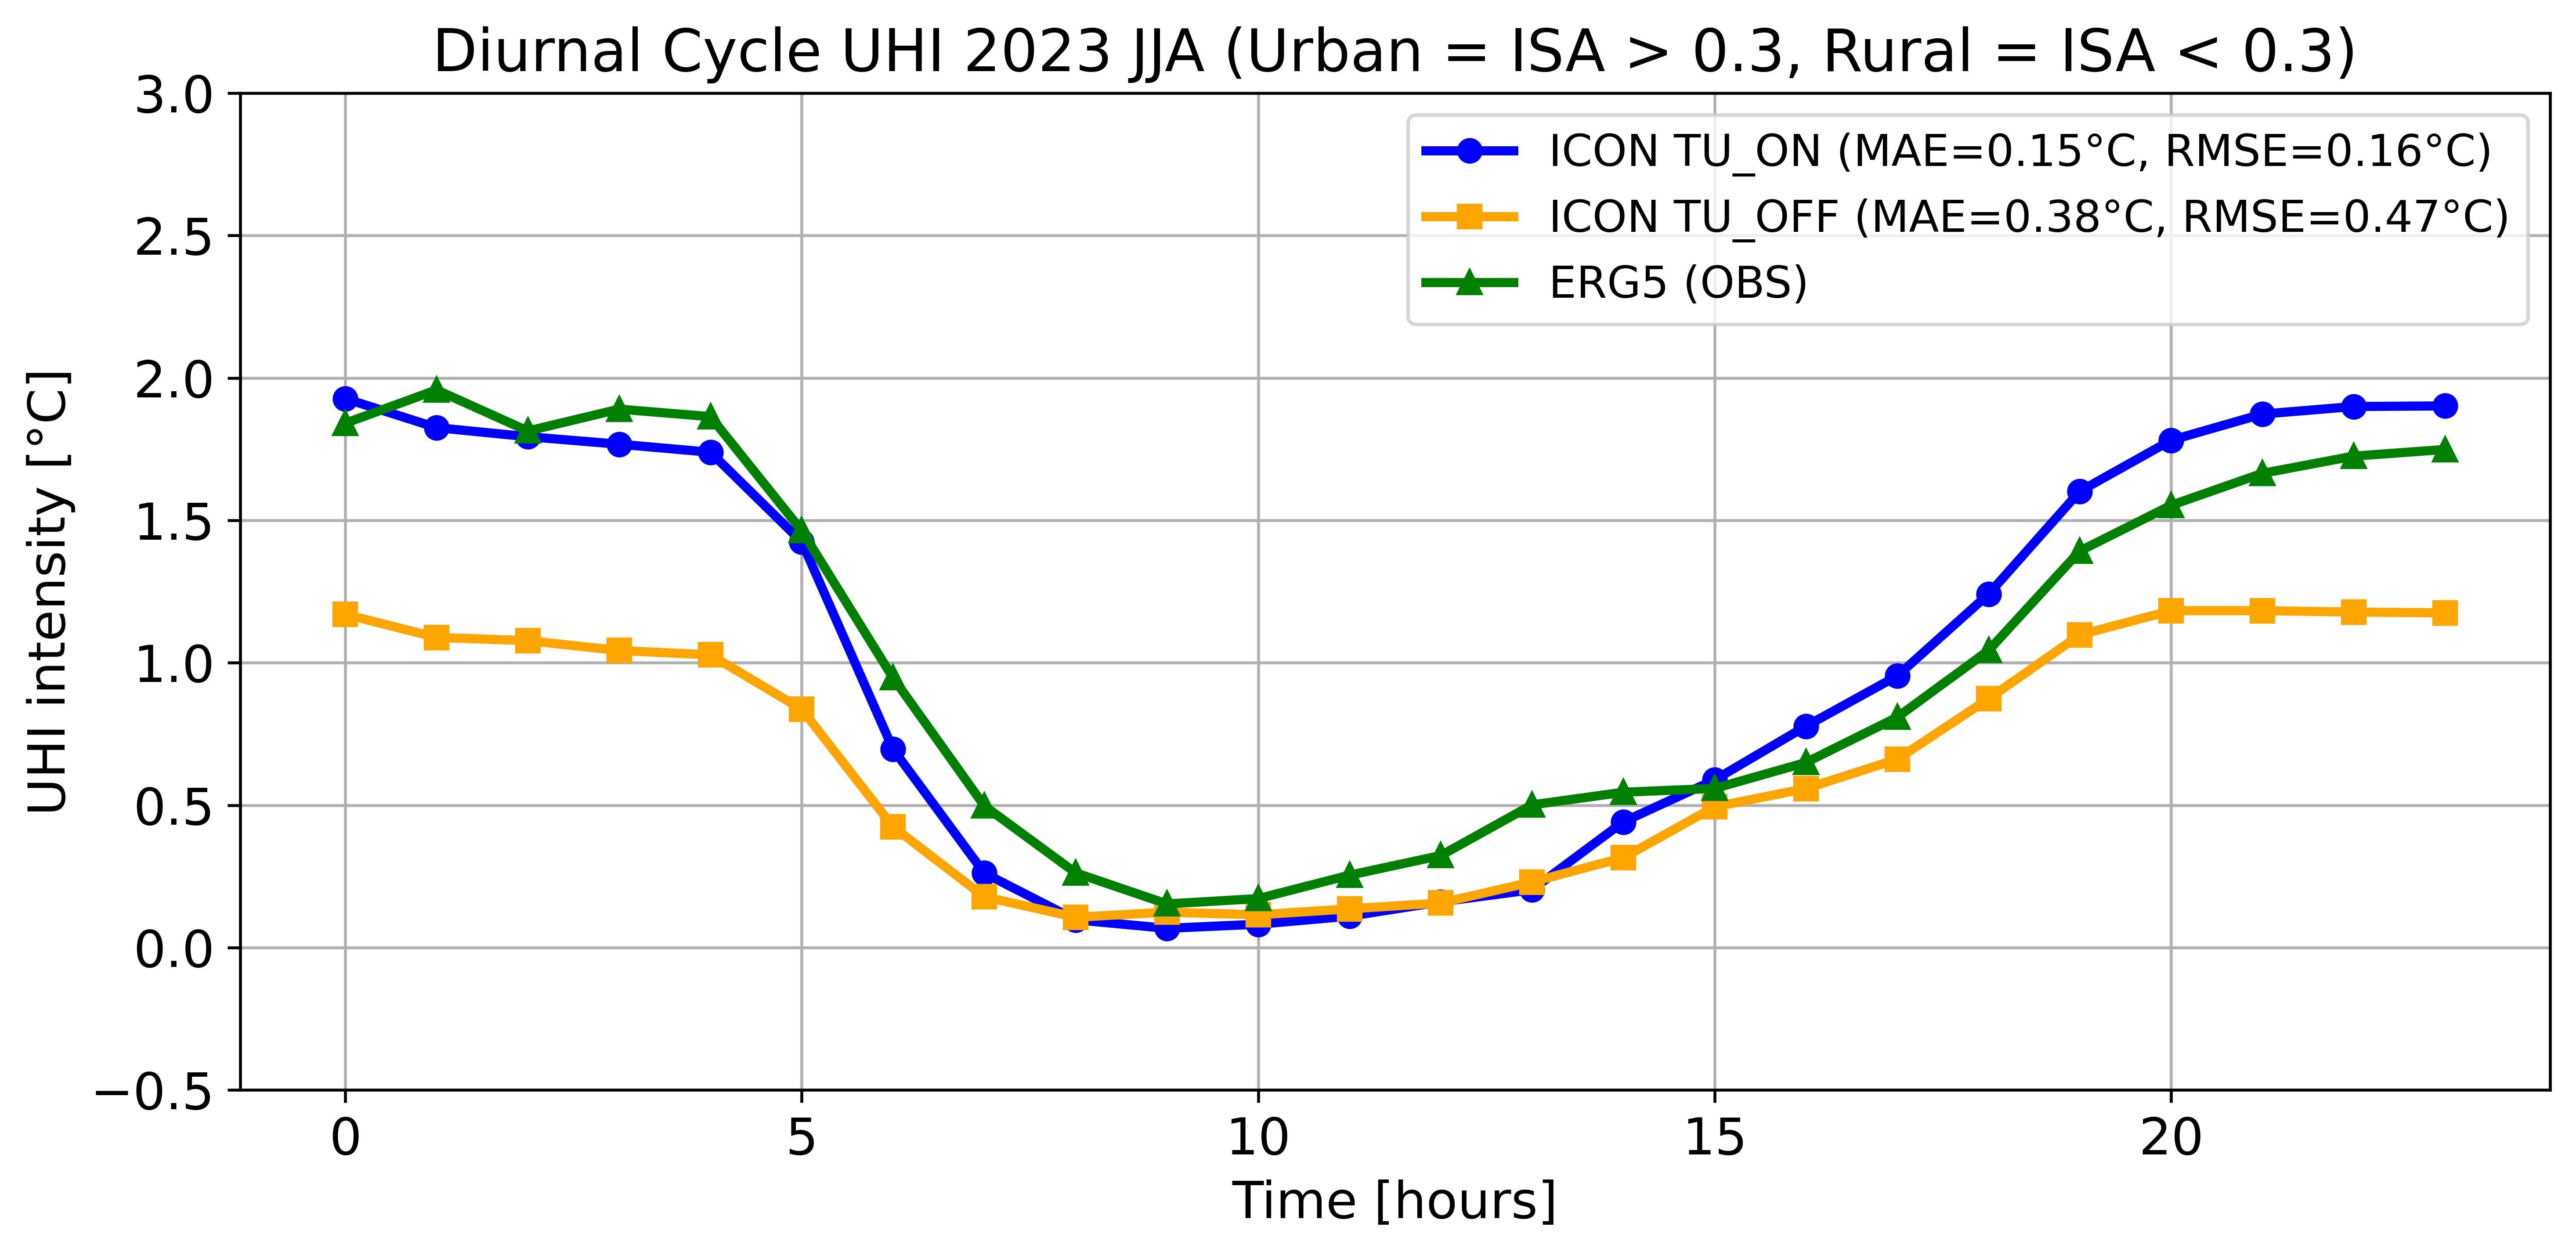 Diurnal Cycle UHI 2023 JJA (Urban = ISA > 0.3, Rural = ISA < 0.3)
3.0
2.5
2.0
1.5
1.0
0.5
0.0
−0.5
UHI intensity [°C]
ICON TU_ON (MAE=0.15°C, RMSE=0.16°C)
ICON TU_OFF (MAE=0.38°C, RMSE=0.47°C)
ERG5 (OBS)
0 5 10 15 20
Time [hours]